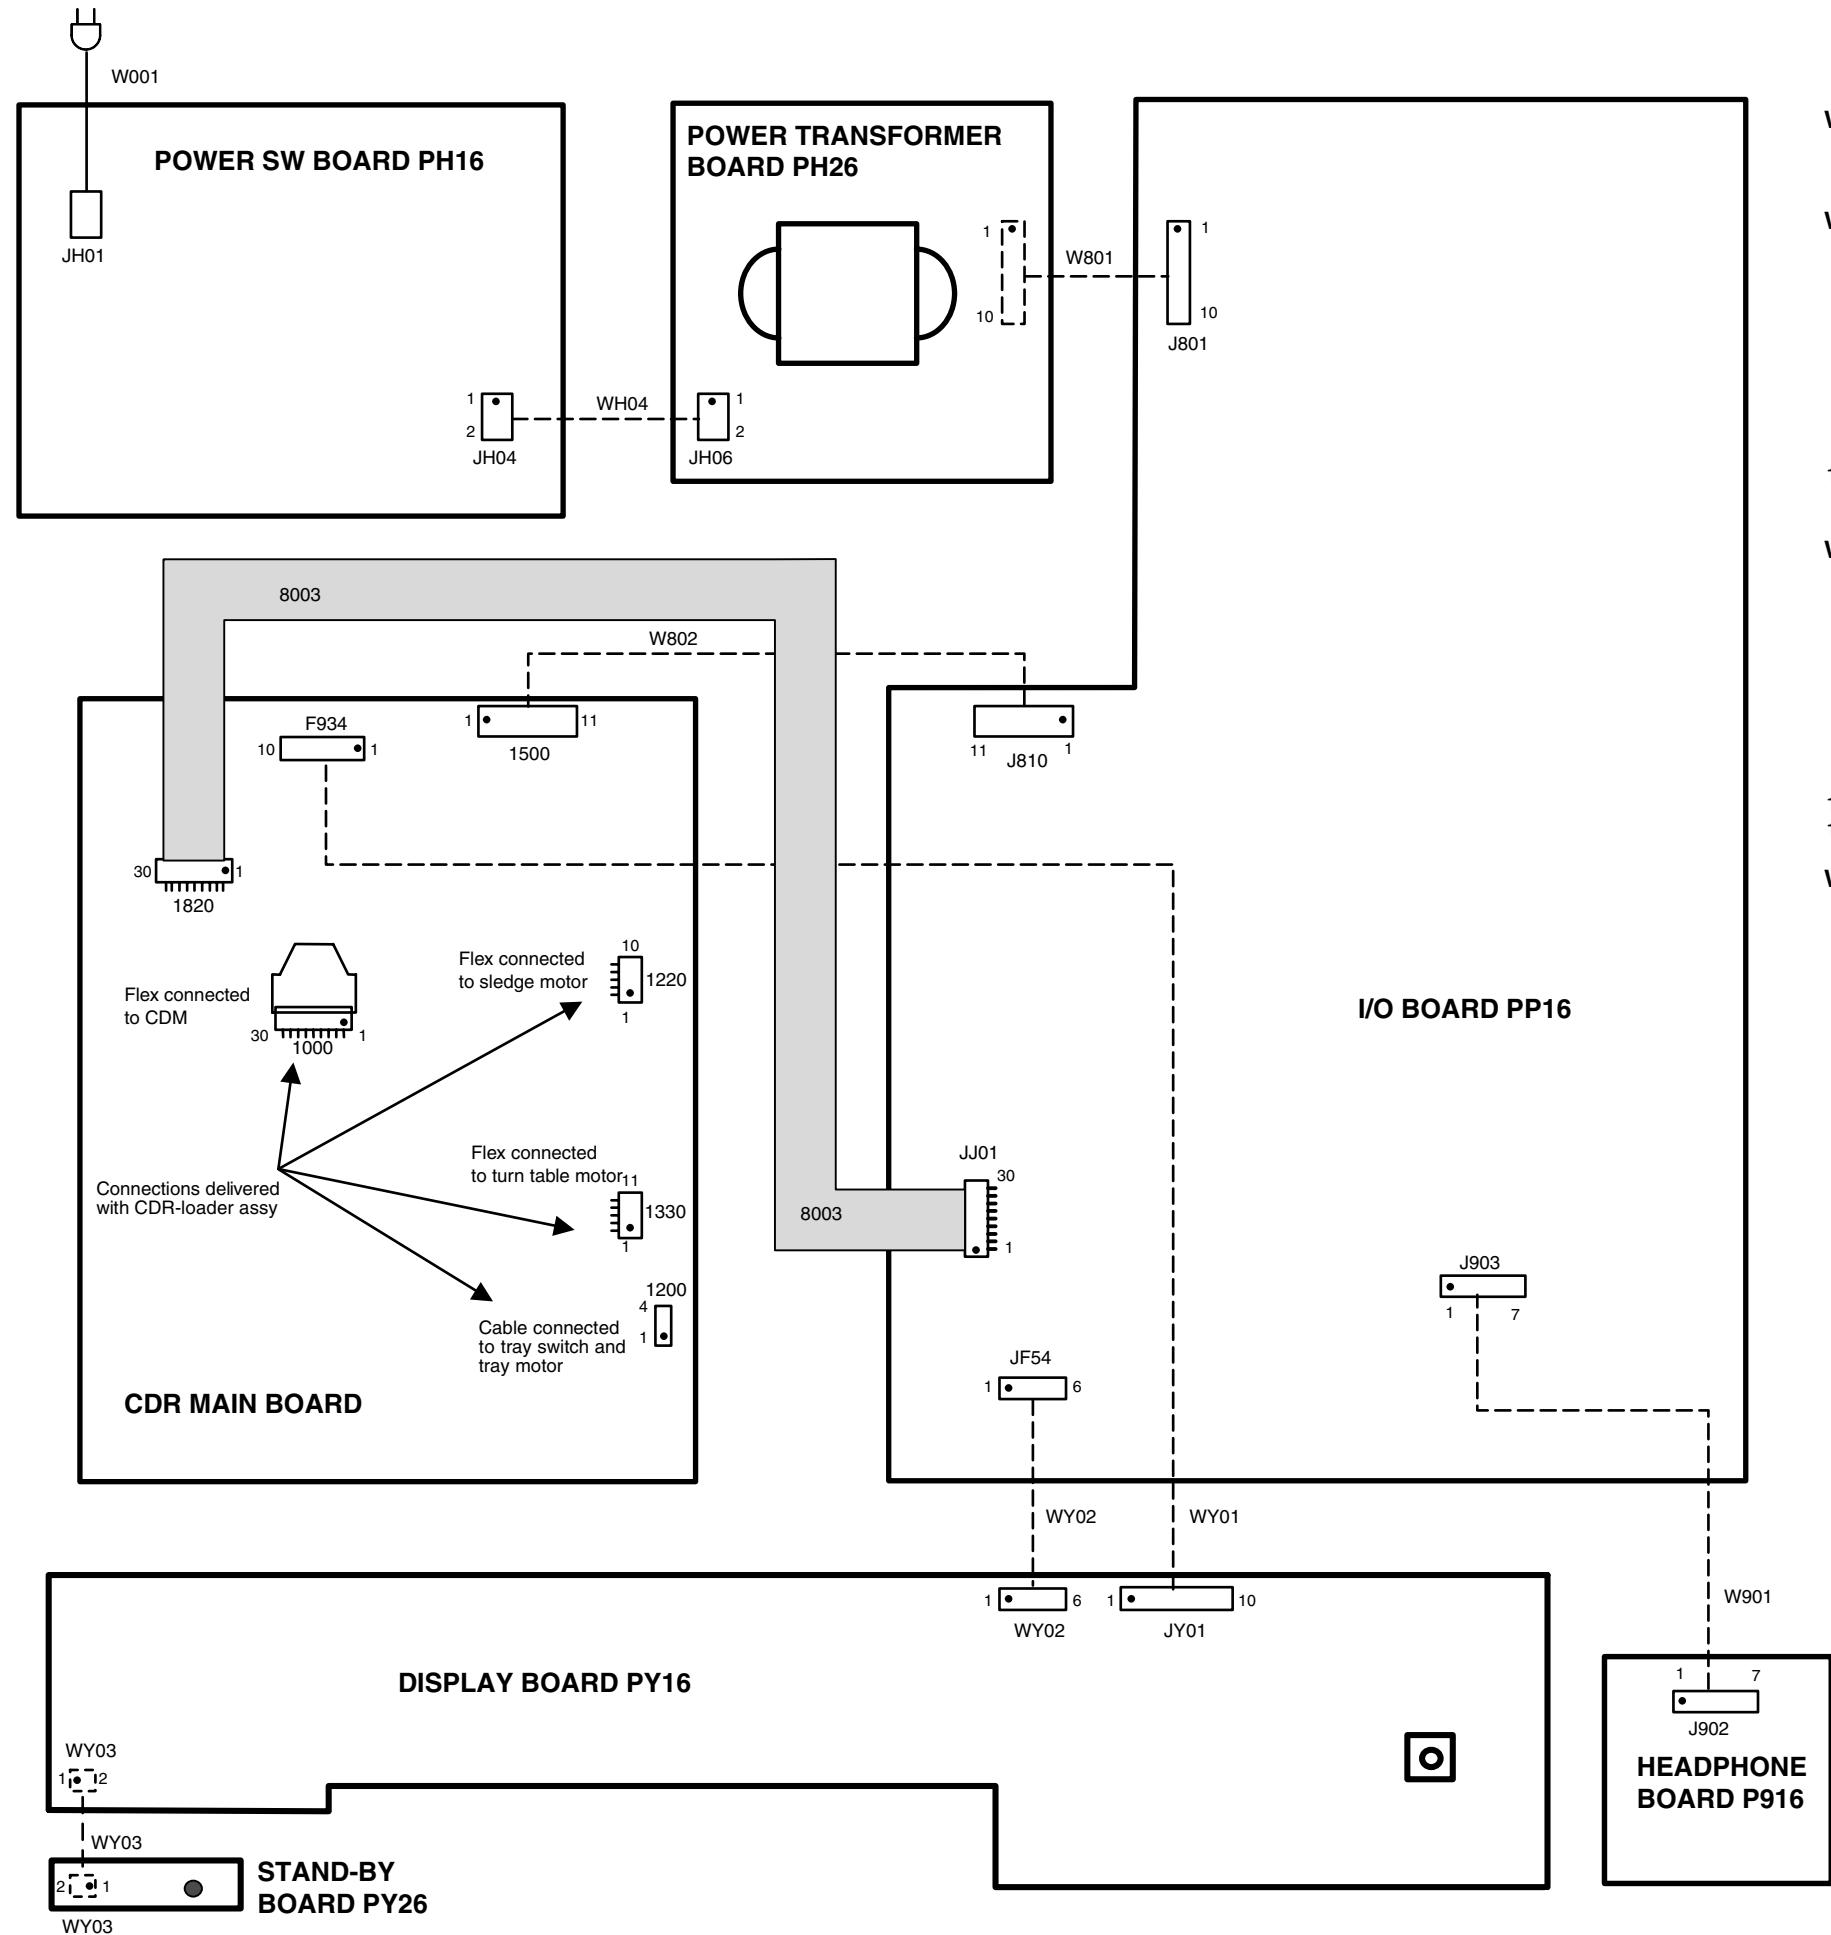 W001
POWER SW BOARD PH16
JH01
1
2
JH04
WH04
POWER TRANSFORMER
BOARD PH26
1
10
W801
1
2
JH06
1
10
J801
8003
W802
F934
10
1
1
11
1500
11
1
J810
30
1
1820
Flex connected
to CDM
30
1
1000
Flex connected
to sledge motor
10
1220
1
Connections delivered
with CDR-loader assy
Flex connected
to turn table motor
11
1330
1
1200
4
1
Cable connected
to tray switch and
tray motor
CDR MAIN BOARD
8003
JJ01
30
1
I/O BOARD PP16
J903
1
7
JF54
1
6
WY02
WY01
1
6
WY02
1
10
JY01
W901
DISPLAY BOARD PY16
1
7
J902
HEADPHONE
BOARD P916
WY03
1
2
WY03
2
1
WY03
STAND-BY
BOARD PY26